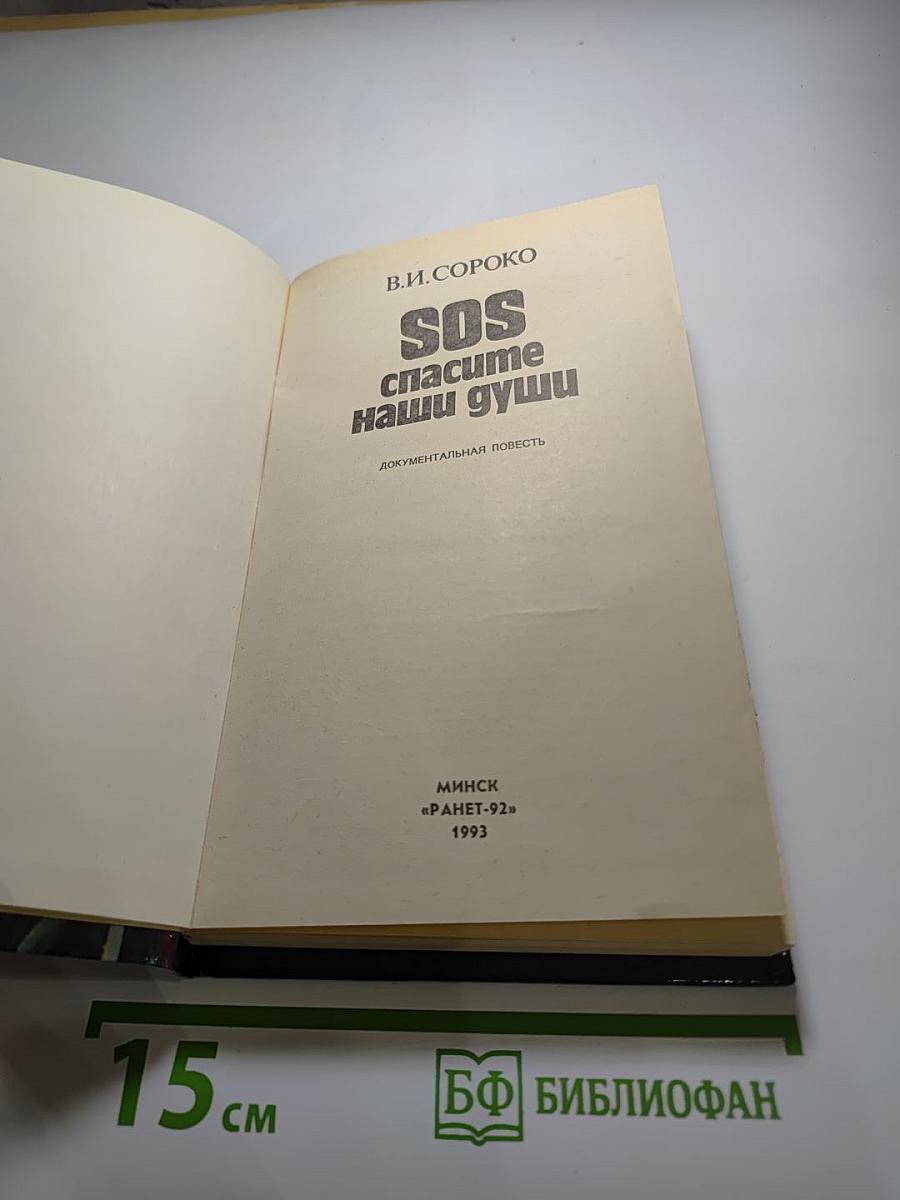 В.И.СОРОКО
SOS
спасите
наши души
ДОКУМЕНТАЛЬНАЯ ПОВЕСТЬ
МИНСК
«РАНЕТ-92»
1993
15 см
БФ БИБЛИОФАН